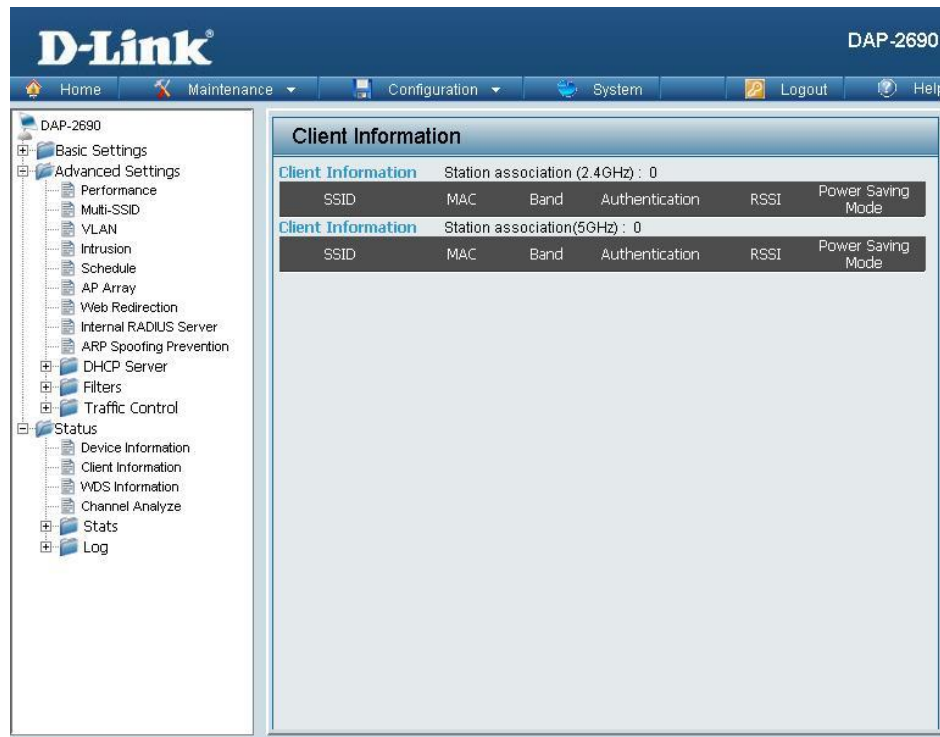 D-Link®
DAP-2690
Home Maintenance Configuration System Logout Help
DAP-2690
Basic Settings
Advanced Settings
Performance
Multi-SSID
VLAN
Intrusion
Schedule
AP Array
Web Redirection
Internal RADIUS Server
ARP Spoofing Prevention
DHCP Server
Filters
Traffic Control
Status
Device Information
Client Information
WDS Information
Channel Analyze
Stats
Log
Client Information
Client Information Station association (2.4GHz) : 0
SSID MAC Band Authentication RSSI Power Saving Mode
Client Information Station association(5GHz) : 0
SSID MAC Band Authentication RSSI Power Saving Mode